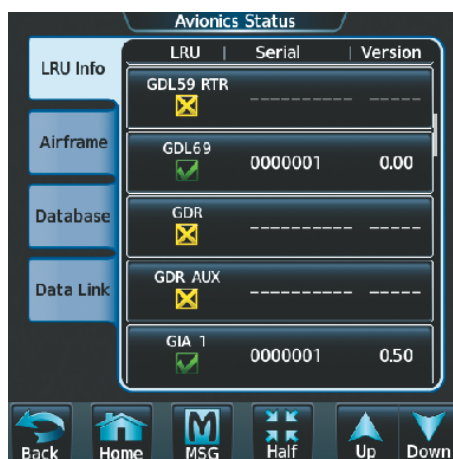 Avionics Status
LRU Info
LRU | Serial | Version
GDL59 RTR
---------- -----
Airframe
GDL69
0000001 0.00
Database
GDR
---------- -----
Data Link
GDR AUX
---------- -----
GIA 1
0000001 0.50
Back Home MSG Half Up Down